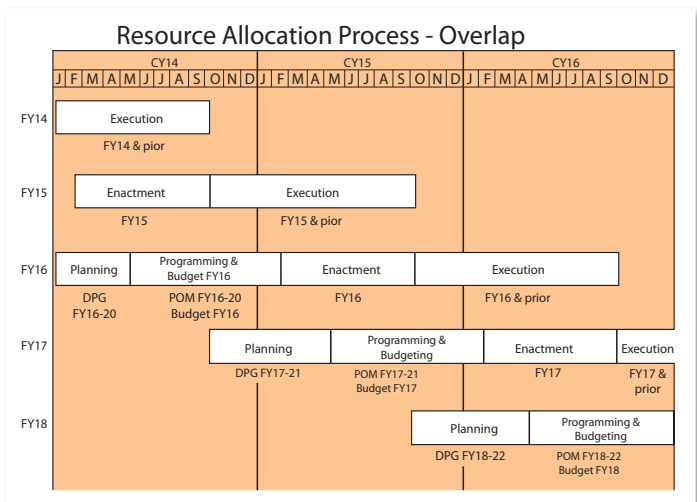 Resource Allocation Process - Overlap
CY14 CY15 CY16
J F M A M J J A S O N D J F M A M J J A S O N D J F M A M J J A S O N D
FY14
Execution
FY14 & pior
FY15
Enactment
Execution
FY15
FY15 & pior
FY16
Planning
Programming &
Budget FY16
Enactment
Execution
DPG
FY16-20
POM FY16-20
Budget FY16
FY16
FY16 & prior
FY17
Planning
Programming &
Budgeting
Enactment
Execution
DPG FY17-21
POM FY17-21
Budget FY17
FY17
FY17 &
prior
FY18
Planning
Programming &
Budgeting
DPG FY18-22
POM FY18-22
Budget FY18